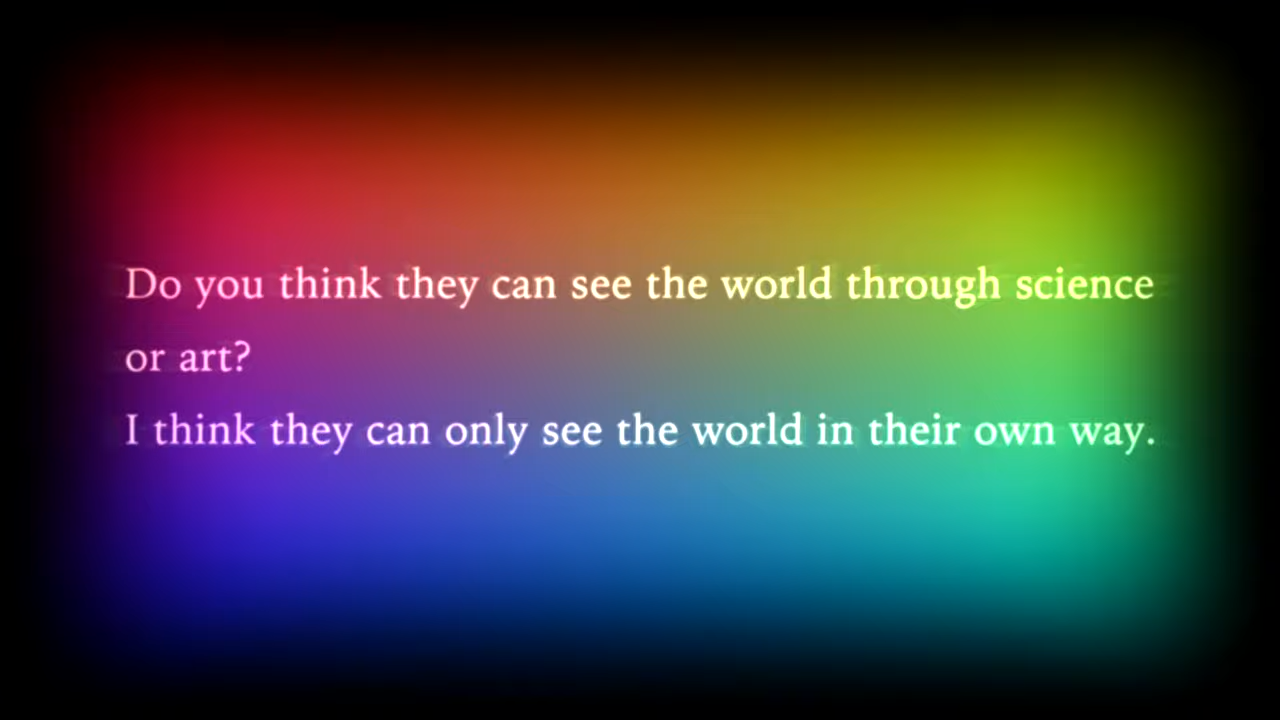 Do you think they can see the world through science
or art?
I think they can only see the world in their own way.